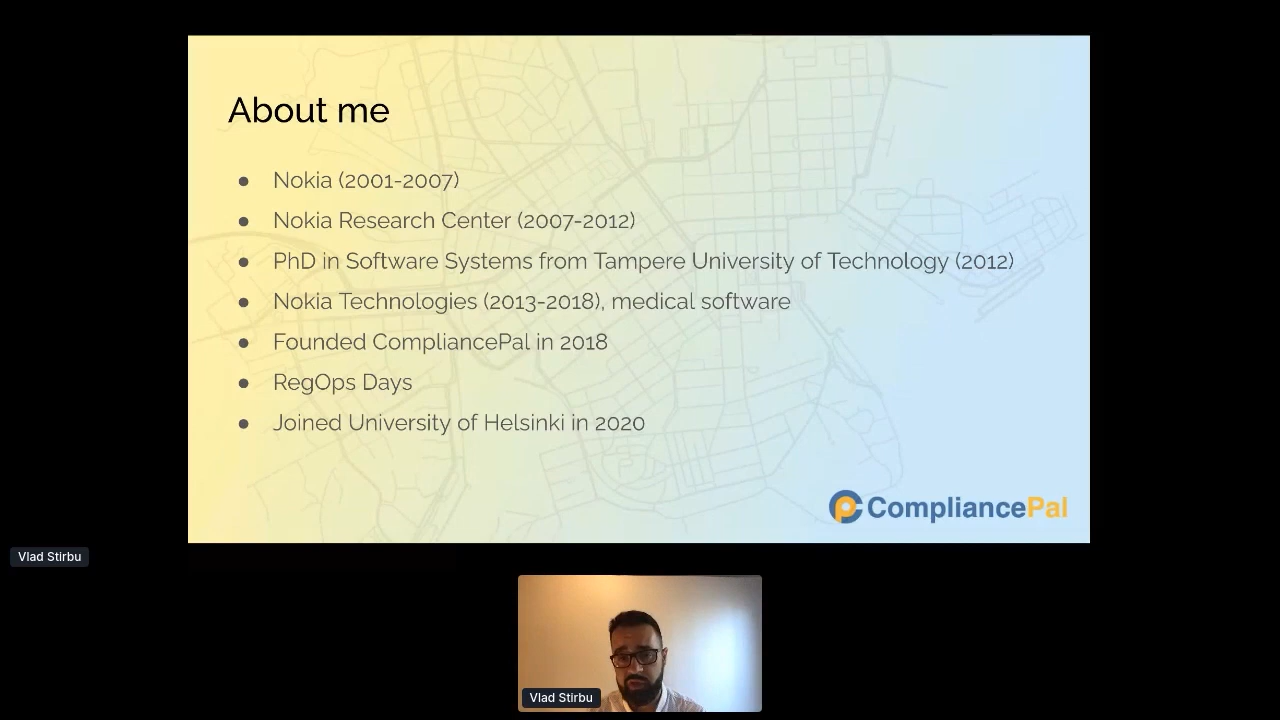 About me
● Nokia (2001-2007)
● Nokia Research Center (2007-2012)
● PhD in Software Systems from Tampere University of Technology (2012)
● Nokia Technologies (2013-2018), medical software
● Founded CompliancePal in 2018
● RegOps Days
● Joined University of Helsinki in 2020
CompliancePal
Vlad Stirbu
Vlad Stirbu